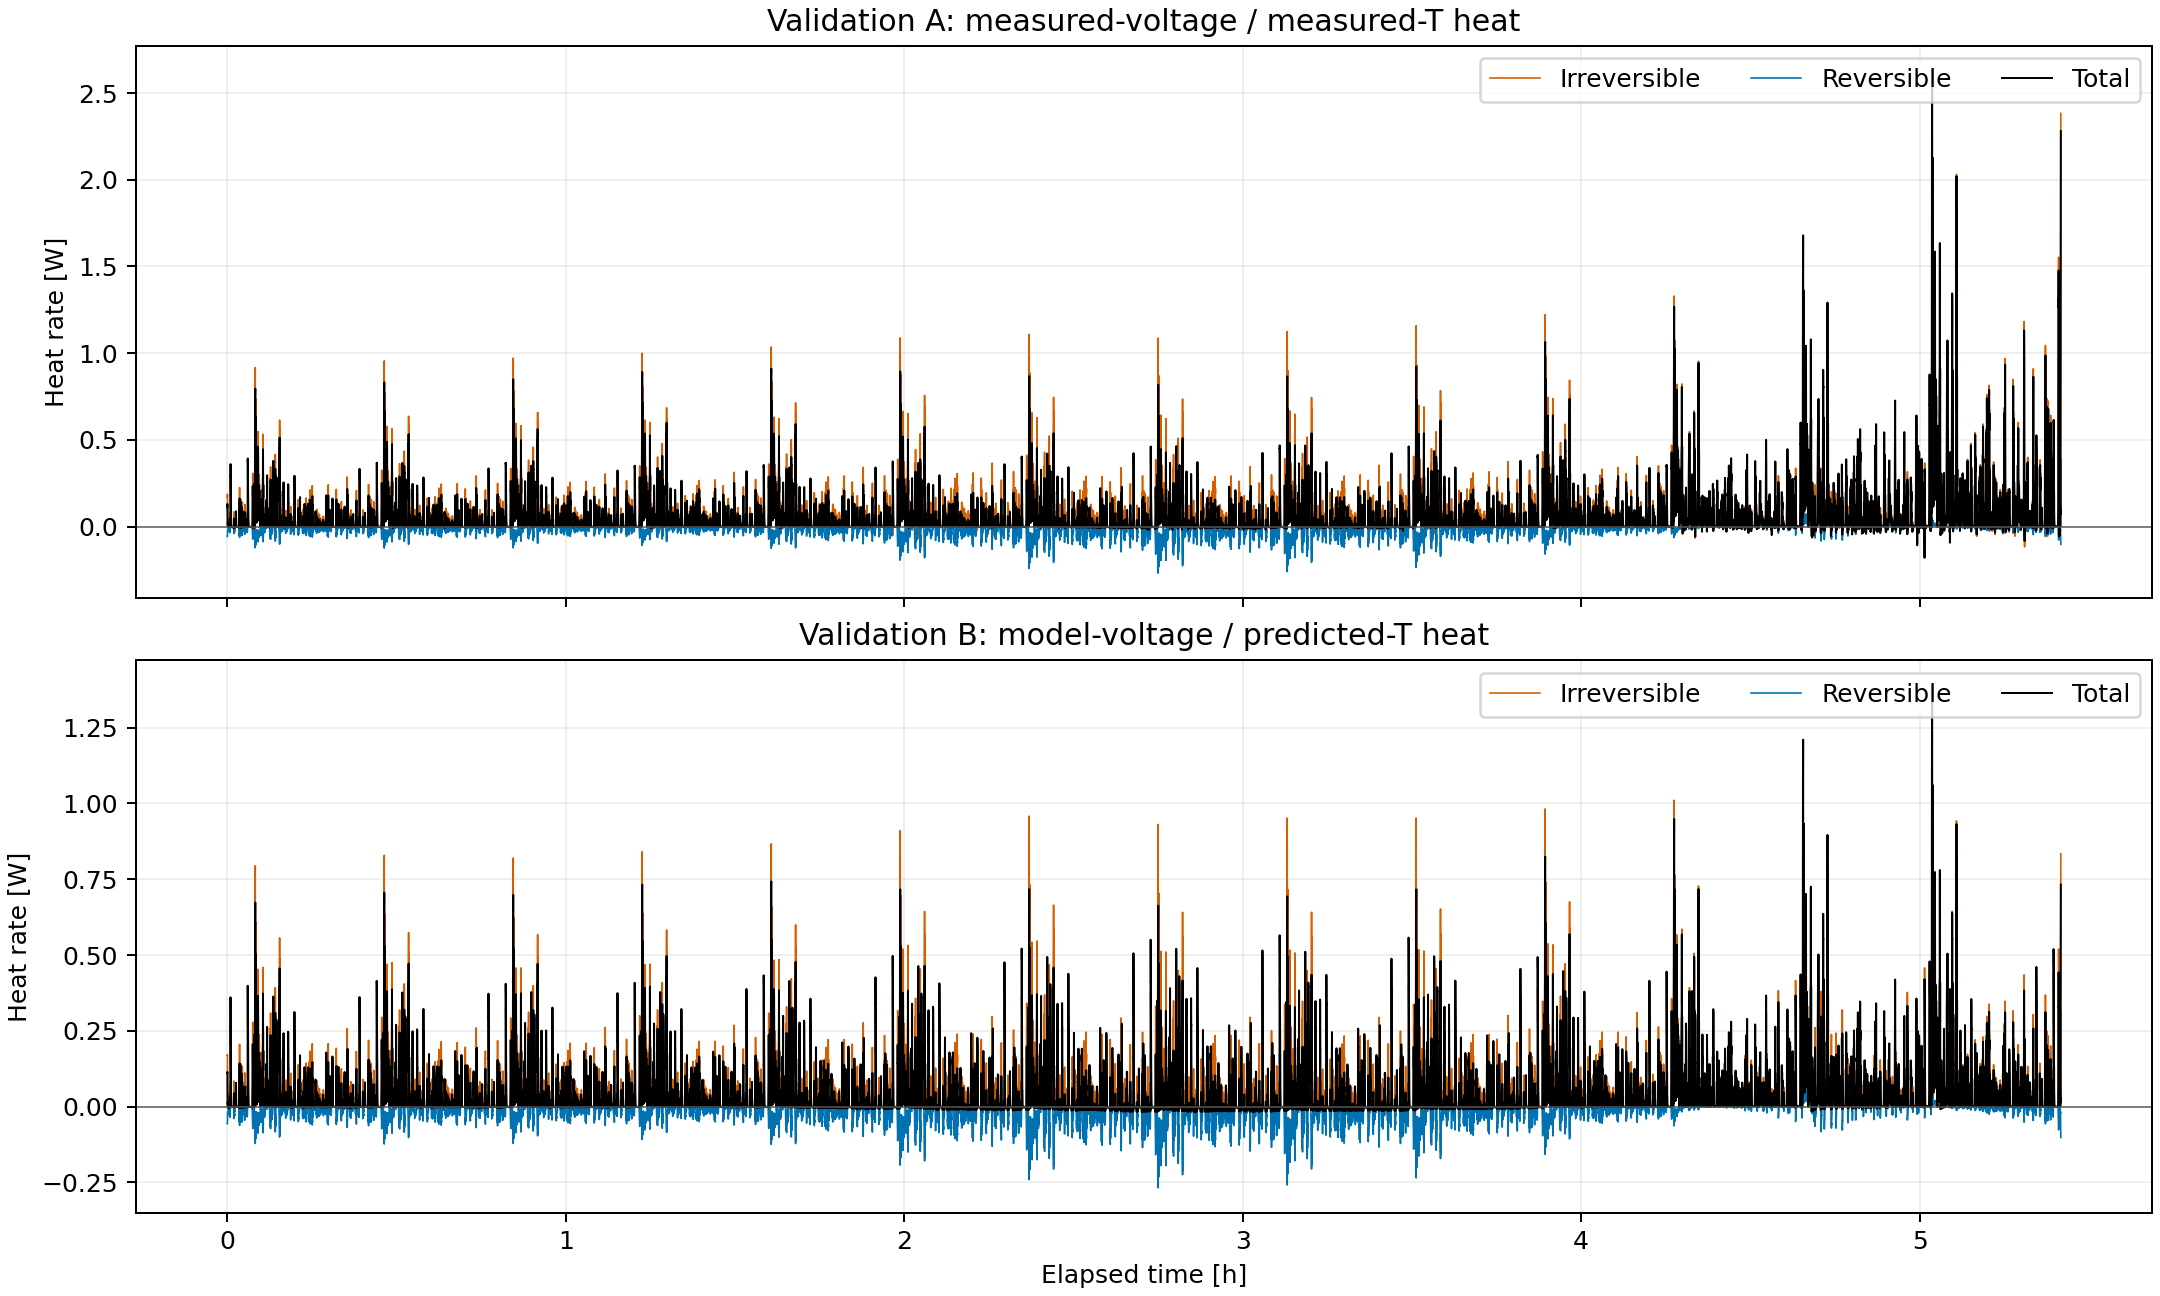 Validation A: measured-voltage / measured-T heat
Irreversible Reversible Total
2.5
2.0
1.5
1.0
0.5
0.0
Heat rate [W]
Validation B: model-voltage / predicted-T heat
Irreversible Reversible Total
1.25
1.00
0.75
0.50
0.25
0.00
−0.25
Heat rate [W]
0 1 2 3 4 5
Elapsed time [h]